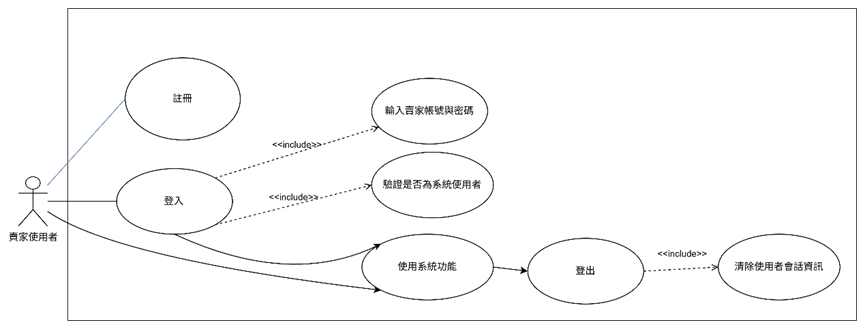 註冊
輸入賣家帳號與密碼
<<include>>
登入
<<include>>
驗證是否為系統使用者
賣家使用者
使用系統功能
登出
<<include>>
清除使用者會話資訊